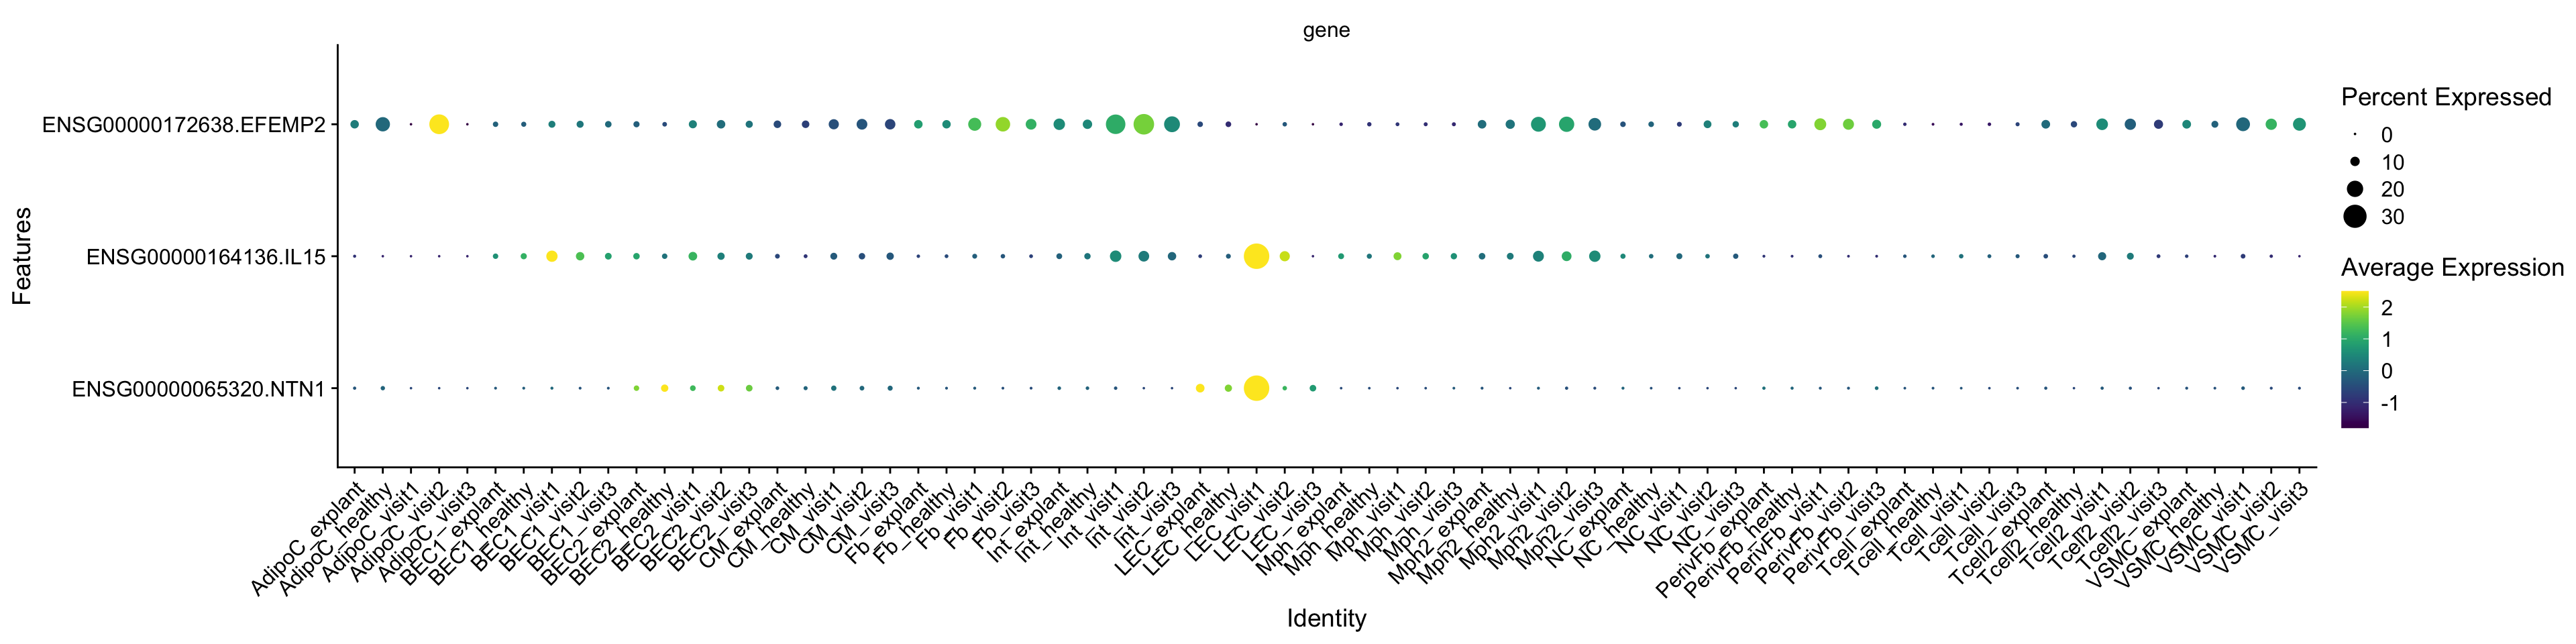 gene
Features
ENSG00000172638.EFEMP2
ENSG00000164136.IL15
ENSG00000065320.NTN1
AdipoC_explant
AdipoC_healthy
AdipoC_visit1
AdipoC_visit2
AdipoC_visit3
BEC1_explant
BEC1_healthy
BEC1_visit1
BEC1_visit2
BEC1_visit3
BEC2_explant
BEC2_healthy
BEC2_visit1
BEC2_visit2
BEC2_visit3
CM_explant
CM_healthy
CM_visit1
CM_visit2
CM_visit3
Fb_explant
Fb_healthy
Fb_visit1
Fb_visit2
Fb_visit3
Int_explant
Int_healthy
Int_visit1
Int_visit2
Int_visit3
LEC_explant
LEC_healthy
LEC_visit1
LEC_visit2
LEC_visit3
Mph_explant
Mph_healthy
Mph_visit1
Mph_visit2
Mph_visit3
Mph2_explant
Mph2_healthy
Mph2_visit1
Mph2_visit2
Mph2_visit3
NC_explant
NC_healthy
NC_visit1
NC_visit2
NC_visit3
PerivFb_explant
PerivFb_healthy
PerivFb_visit1
PerivFb_visit2
PerivFb_visit3
Tcell_explant
Tcell_healthy
Tcell_visit1
Tcell_visit2
Tcell_visit3
Tcell2_explant
Tcell2_healthy
Tcell2_visit1
Tcell2_visit2
Tcell2_visit3
VSMC_explant
VSMC_healthy
VSMC_visit1
VSMC_visit2
VSMC_visit3
Identity
Percent Expressed
0
10
20
30
Average Expression
2
1
0
-1